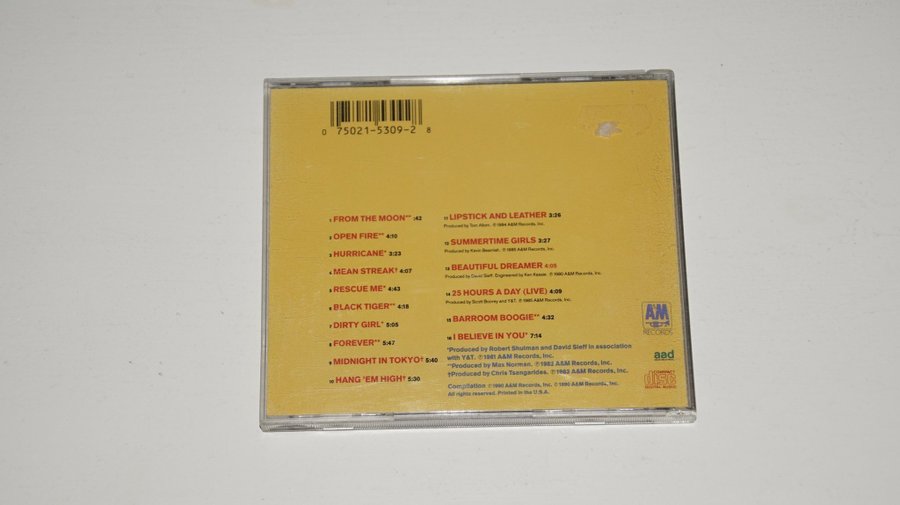 0 75021-5309-2 8
1 FROM THE MOON** :42
2 OPEN FIRE** 4:10
3 HURRICANE* 3:23
4 MEAN STREAK† 4:07
5 RESCUE ME* 4:43
6 BLACK TIGER** 4:18
7 DIRTY GIRL* 5:05
8 FOREVER** 5:47
9 MIDNIGHT IN TOKYO† 5:40
10 HANG 'EM HIGH† 5:30
11 LIPSTICK AND LEATHER 3:26
Produced by Tom Allom. ℗1984 A&M Records, Inc.
12 SUMMERTIME GIRLS 3:27
Produced by Kevin Beamish. ℗1985 A&M Records, Inc.
13 BEAUTIFUL DREAMER 4:05
Produced by David Sieff. Engineered by Ken Kessie. ℗1980 A&M Records, Inc.
14 25 HOURS A DAY (LIVE) 4:09
Produced by Scott Boorey and Y&T. ℗1985 A&M Records, Inc.
15 BARROOM BOOGIE** 4:32
16 I BELIEVE IN YOU* 7:14
*Produced by Robert Shulman and David Sieff in association
with Y&T. ℗1981 A&M Records, Inc.
**Produced by Max Norman. ℗1982 A&M Records, Inc.
†Produced by Chris Tsangarides. ℗1983 A&M Records, Inc.
Compilation ©1990 A&M Records, Inc. ℗1990 A&M Records, Inc.
All rights reserved. Printed in the U.S.A.
A&M
RECORDS
aad
COMPACT
disc
DIGITAL AUDIO